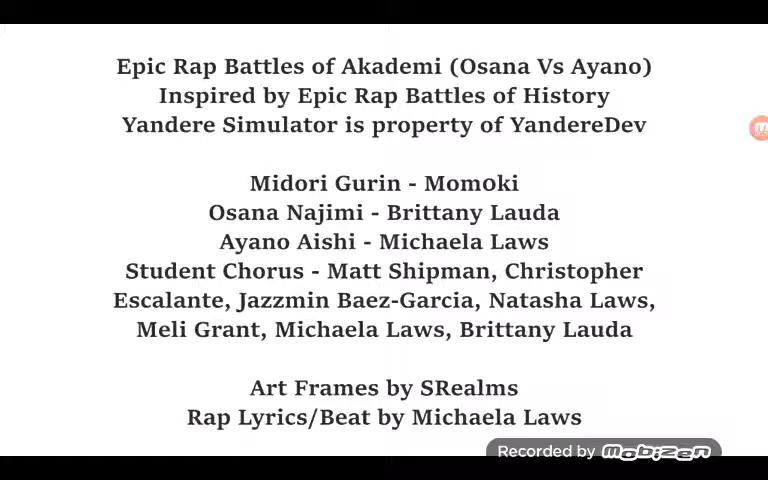 Epic Rap Battles of Akademi (Osana Vs Ayano)
Inspired by Epic Rap Battles of History
Yandere Simulator is property of YandereDev
Midori Gurin - Momoki
Osana Najimi - Brittany Lauda
Ayano Aishi - Michaela Laws
Student Chorus - Matt Shipman, Christopher
Escalante, Jazzmin Baez-Garcia, Natasha Laws,
Meli Grant, Michaela Laws, Brittany Lauda
Art Frames by SRealms
Rap Lyrics/Beat by Michaela Laws
Recorded by mobizen